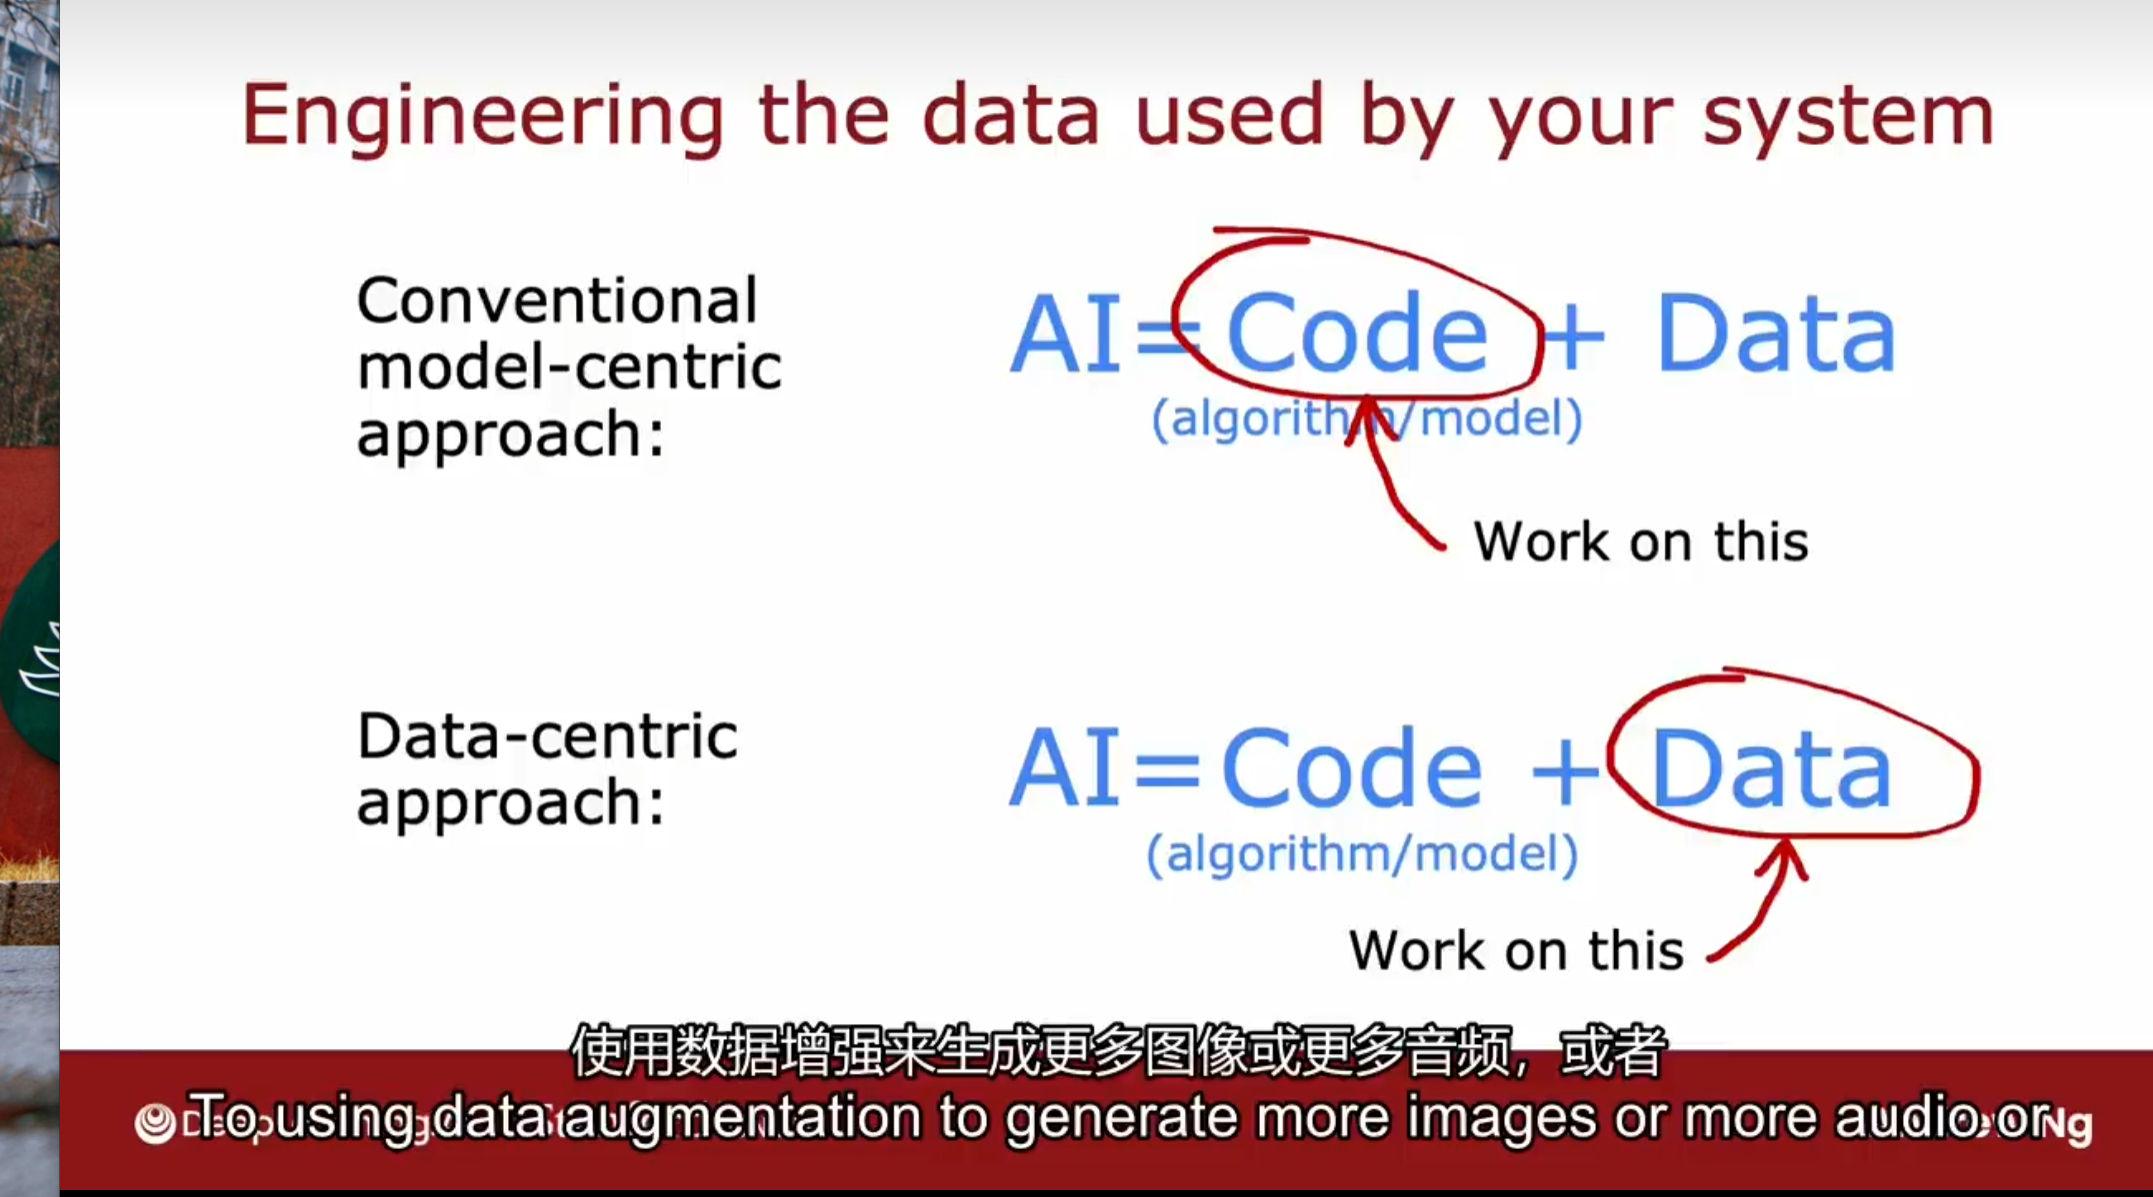 Engineering the data used by your system
Conventional
model-centric
approach:
AI=Code + Data
(algorithm/model)
Work on this
Data-centric
approach:
AI=Code + Data
(algorithm/model)
Work on this
使用数据增强来生成更多图像或更多音频，或者
To using data augmentation to generate more images or more audio or
Ng